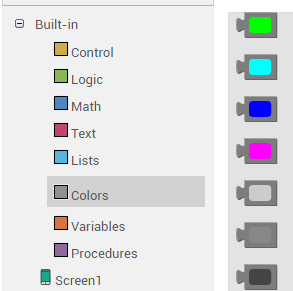 Built-in
Control
Logic
Math
Text
Lists
Colors
Variables
Procedures
Screen1